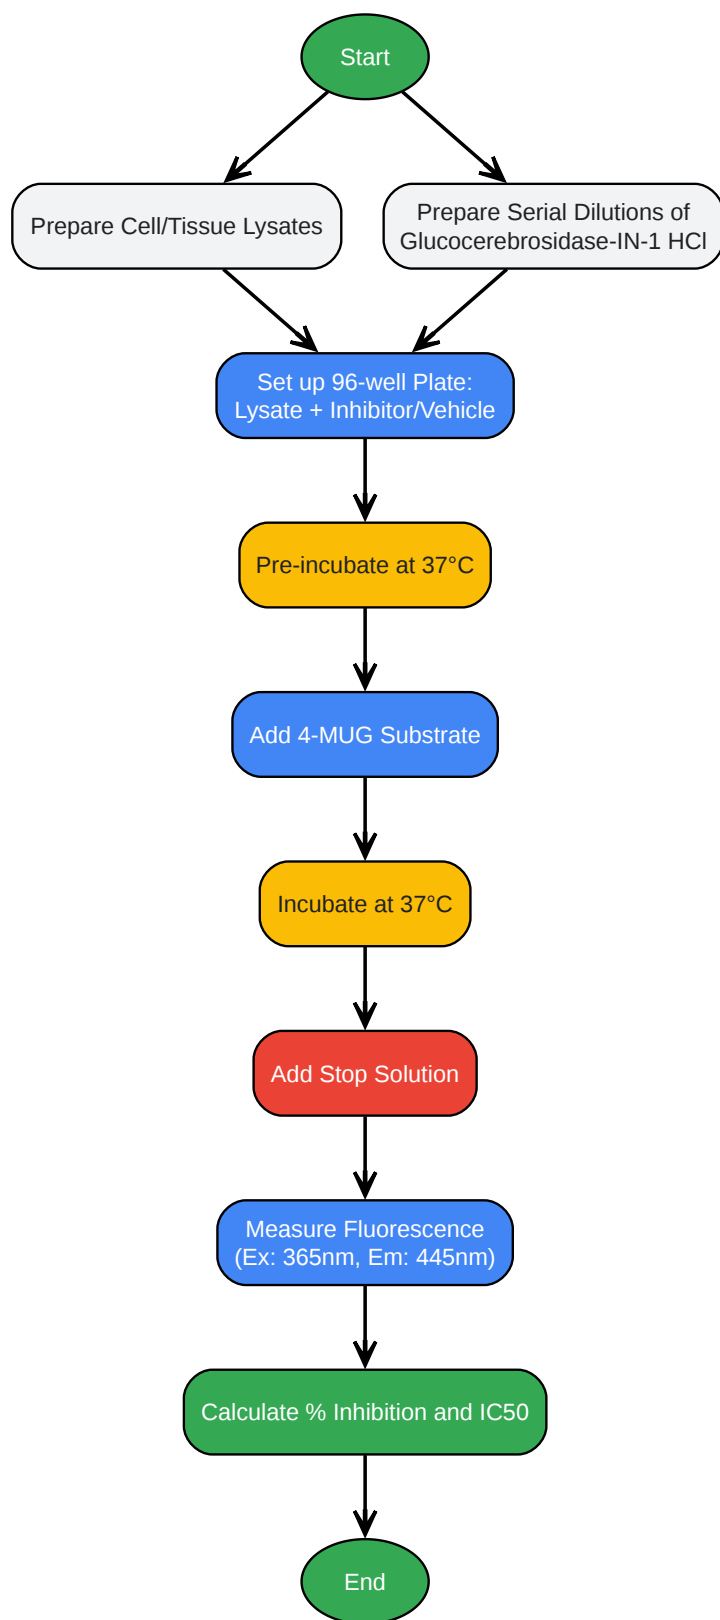 Start
Prepare Cell/Tissue Lysates
Prepare Serial Dilutions of
Glucocerebrosidase-IN-1 HCl
Set up 96-well Plate:
Lysate + Inhibitor/Vehicle
Pre-incubate at 37°C
Add 4-MUG Substrate
Incubate at 37°C
Add Stop Solution
Measure Fluorescence
(Ex: 365nm, Em: 445nm)
Calculate % Inhibition and IC50
End